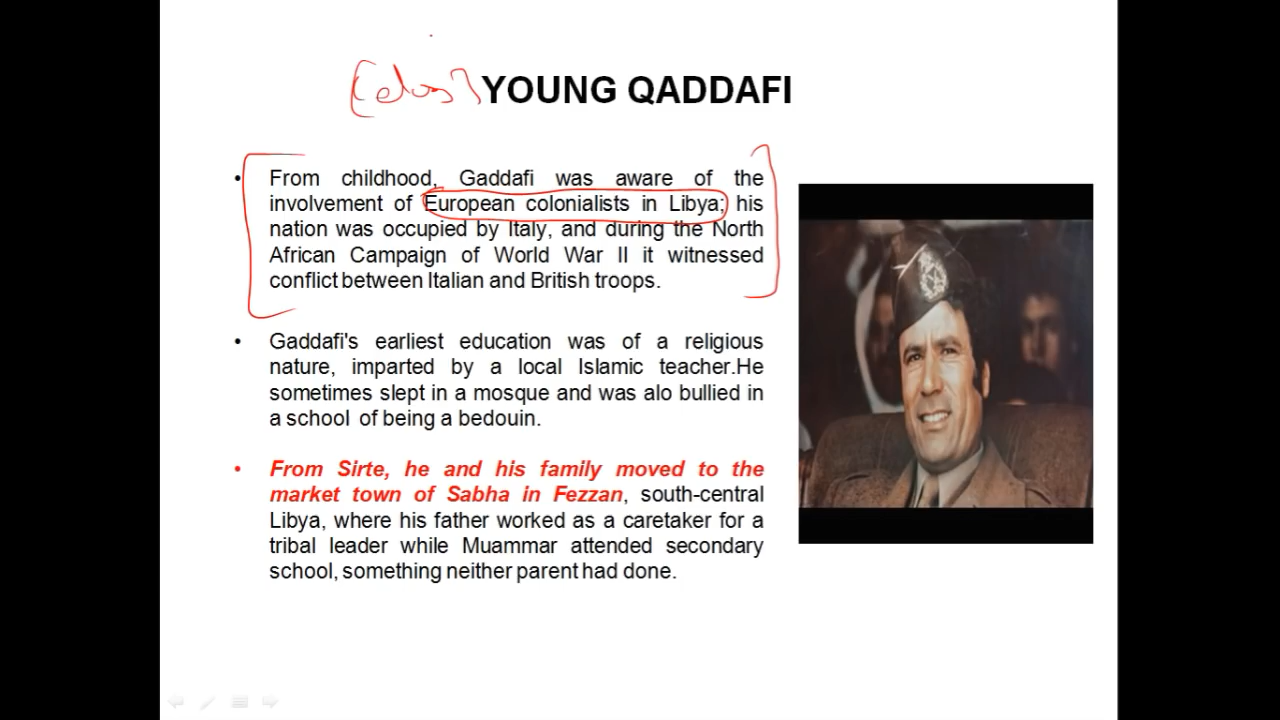 YOUNG QADDAFI
• From childhood, Gaddafi was aware of the
involvement of European colonialists in Libya; his
nation was occupied by Italy, and during the North
African Campaign of World War II it witnessed
conflict between Italian and British troops.
• Gaddafi's earliest education was of a religious
nature, imparted by a local Islamic teacher.He
sometimes slept in a mosque and was alo bullied in
a school of being a bedouin.
• From Sirte, he and his family moved to the
market town of Sabha in Fezzan, south-central
Libya, where his father worked as a caretaker for a
tribal leader while Muammar attended secondary
school, something neither parent had done.